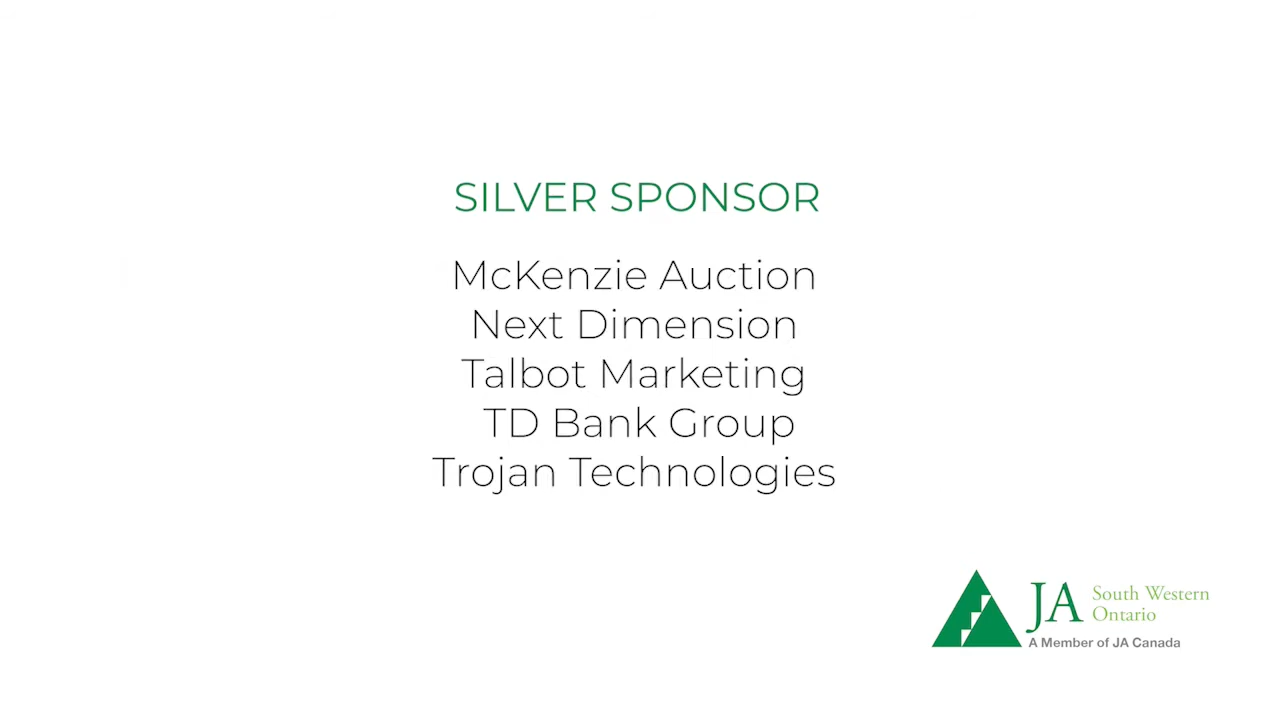 SILVER SPONSOR
McKenzie Auction
Next Dimension
Talbot Marketing
TD Bank Group
Trojan Technologies
JA South Western
Ontario
A Member of JA Canada